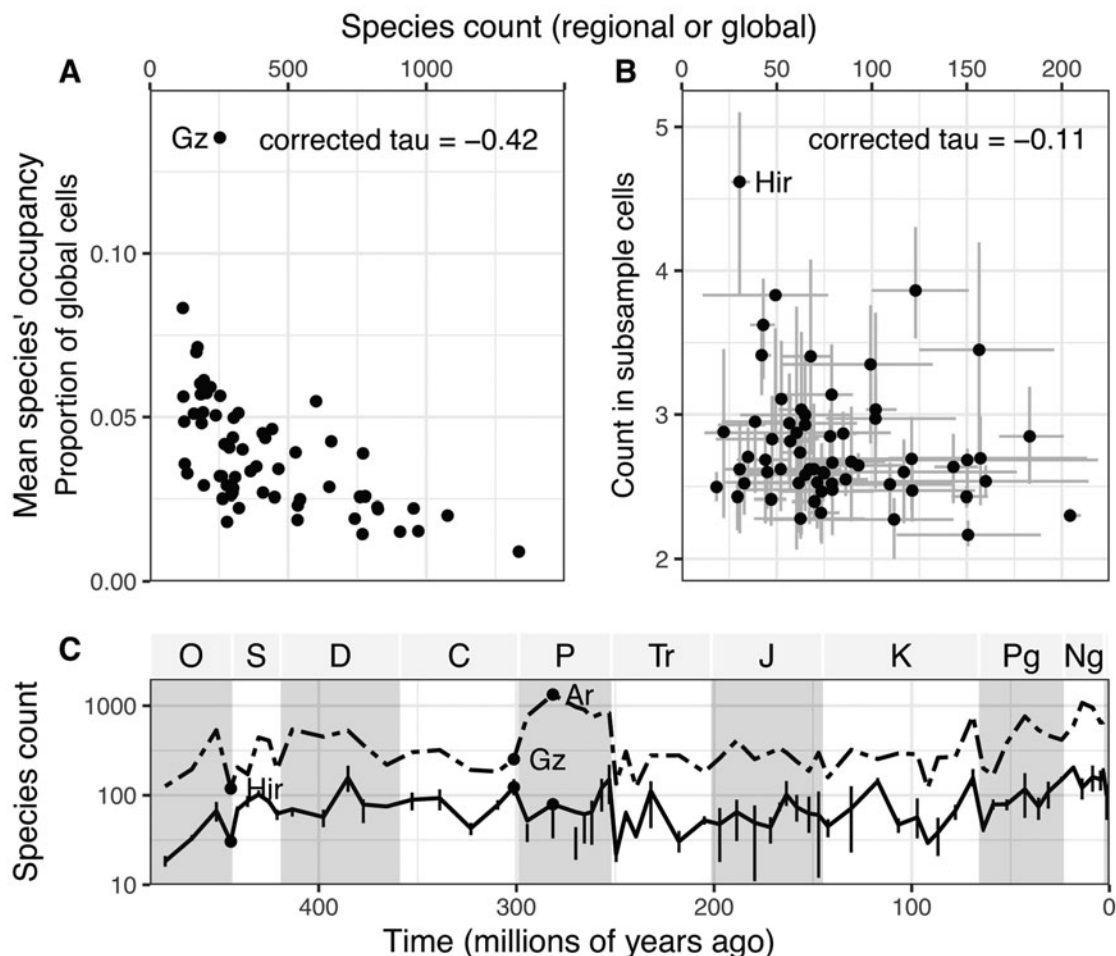 Species count (regional or global)
A
B
0 500 1000
0 50 100 150 200
Gz corrected tau = −0.42
corrected tau = −0.11
Hir
Mean species' occupancy
Proportion of global cells
0.10
0.05
0.00
Count in subsample cells
5
4
3
2
C
O S D C P Tr J K Pg Ng
Species count
1000
100
10
Ar
Gz
Hir
400 300 200 100 0
Time (millions of years ago)